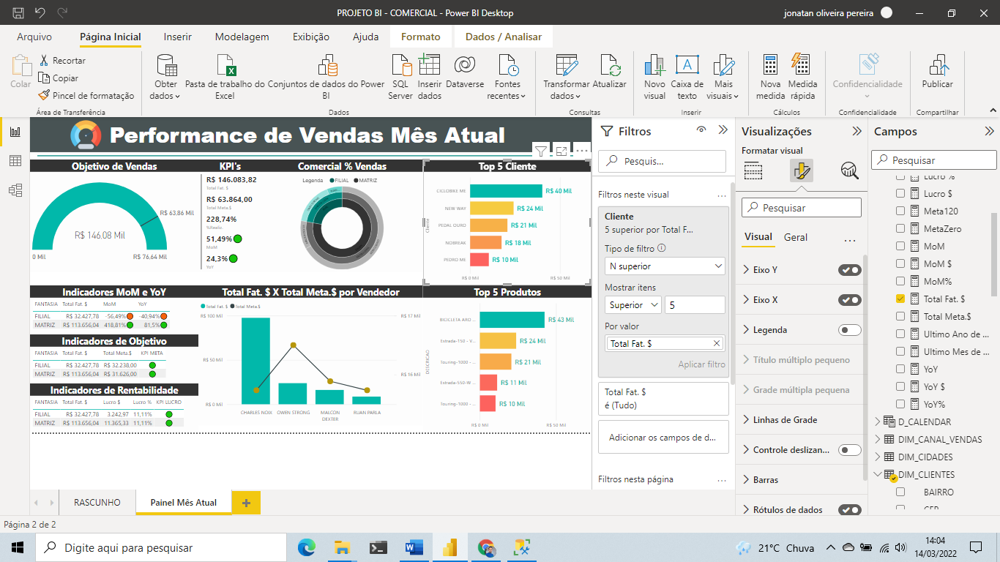 PROJETO BI - COMERCIAL - Power BI Desktop
jonatan oliveira pereira
Arquivo
Página Inicial
Inserir
Modelagem
Exibição
Ajuda
Formato
Dados / Analisar
Colar
Recortar
Copiar
Pincel de formatação
Área de Transferência
Obter dados
Pasta de trabalho do Excel
Conjuntos de dados do Power BI
SQL Server
Inserir dados
Dataverse
Fontes recentes
Dados
Transformar dados
Atualizar
Consultas
Novo visual
Caixa de texto
Mais visuais
Inserir
Nova medida
Medida rápida
Cálculos
Confidencialidade
Confidencialidade
Publicar
Compartilhar
Performance de Vendas Mês Atual
Objetivo de Vendas
R$ 63.86 Mil
R$ 146.08 Mil
0 Mil
R$ 76.64 Mil
KPI's
R$ 146.083,82
Total Fat. $
R$ 63.864,00
Total Meta.$
228,74%
%Realiz.
51,49%
MoM
24,3%
YoY
Comercial % Vendas
Legenda
FILIAL
MATRIZ
Top 5 Cliente
Cliente
CICLOBIKE ME
R$ 40 Mil
NEW WAY
R$ 24 Mil
PEDAL OURO
R$ 21 Mil
NOBREAK
R$ 18 Mil
PEDRO ME
R$ 10 Mil
R$ 0 Mil
R$ 50 Mil
Indicadores MoM e YoY
FANTASIA Total Fat. $ MoM YoY
FILIAL R$ 32.427,78 -56,49% -40,94%
MATRIZ R$ 113.656,04 418,81% 81,5%
Indicadores de Objetivo
FANTASIA Total Fat. $ Total Meta.$ KPI META
FILIAL R$ 32.427,78 R$ 32.238,00
MATRIZ R$ 113.656,04 R$ 31.626,00
Indicadores de Rentabilidade
FANTASIA Total Fat. $ Lucro $ Lucro % KPI LUCRO
FILIAL R$ 32.427,78 3.242,97 11,11%
MATRIZ R$ 113.656,04 11.365,33 11,11%
Total Fat. $ X Total Meta.$ por Vendedor
Total Fat. $
Total Meta.$
R$ 100 Mil
R$ 17 Mil
R$ 50 Mil
R$ 16 Mil
R$ 0 Mil
CHARLES NOIX
OWEN STRONG
MALCON DEXTER
RUAN PARLA
Top 5 Produtos
DESCRICAO
BICICLETA ARO ...
R$ 43 Mil
Estrada-150 - V...
R$ 24 Mil
Touring-1000 - ...
R$ 21 Mil
Estrada-550-W ...
R$ 11 Mil
Touring-1000 - ...
R$ 10 Mil
R$ 0 Mil
R$ 50 Mil
Filtros
Pesquis...
Filtros neste visual
...
Cliente
5 superior por Total F...
Tipo de filtro
N superior
Mostrar itens
Superior
5
Por valor
Total Fat. $
Aplicar filtro
Total Fat. $
é (Tudo)
Adicionar os campos de d...
Filtros nesta página
...
Visualizações
Formatar visual
Pesquisar
Visual
Geral
...
Eixo Y
Eixo X
Legenda
Título múltiplo pequeno
Grade múltipla pequena
Linhas de Grade
Controle deslizan...
Barras
Rótulos de dados
Campos
Pesquisar
Lucro %
Lucro $
Meta120
MetaZero
MoM
MoM $
MoM%
Total Fat. $
Total Meta.$
Ultimo Ano de ...
Ultimo Mes de ...
YoY
YoY $
YoY%
D_CALENDAR
DIM_CANAL_VENDAS
DIM_CIDADES
DIM_CLIENTES
BAIRRO
CEP
RASCUNHO
Painel Mês Atual
Página 2 de 2
Digite aqui para pesquisar
21°C Chuva
14:04
14/03/2022